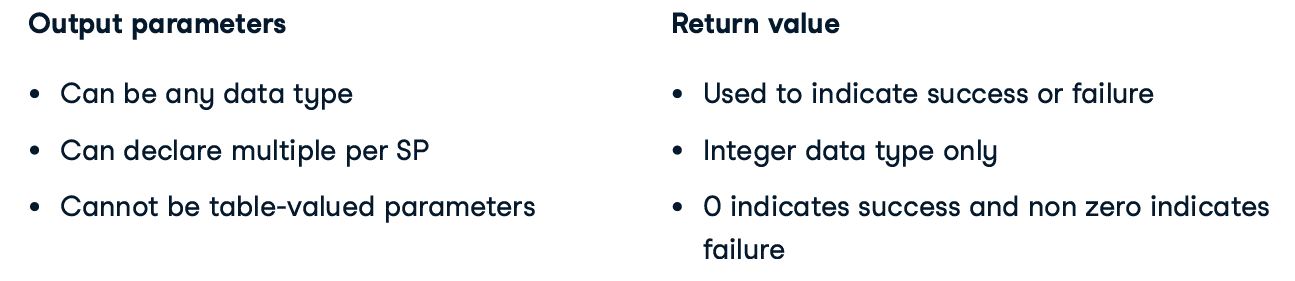 Output parameters
• Can be any data type
• Can declare multiple per SP
• Cannot be table-valued parameters
Return value
• Used to indicate success or failure
• Integer data type only
• 0 indicates success and non zero indicates
failure